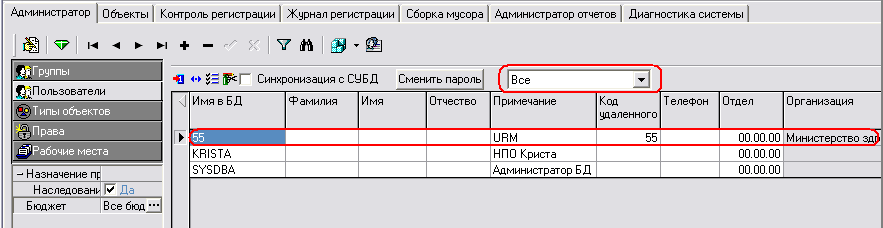 Администратор Объекты Контроль регистрации Журнал регистрации Сборка мусора Администратор отчетов Диагностика системы
Группы
Пользователи
Типы объектов
Права
Рабочие места
– Назначение пр
Наследовани Да
Бюджет Все бюд ...
Синхронизация с СУБД Сменить пароль Все
Имя в БД Фамилия Имя Отчество Примечание Код удаленного Телефон Отдел Организация
55 URM 55 00.00.00 Министерство здр
KRISTA НПО Криста 00.00.00
SYSDBA Администратор БД 00.00.00